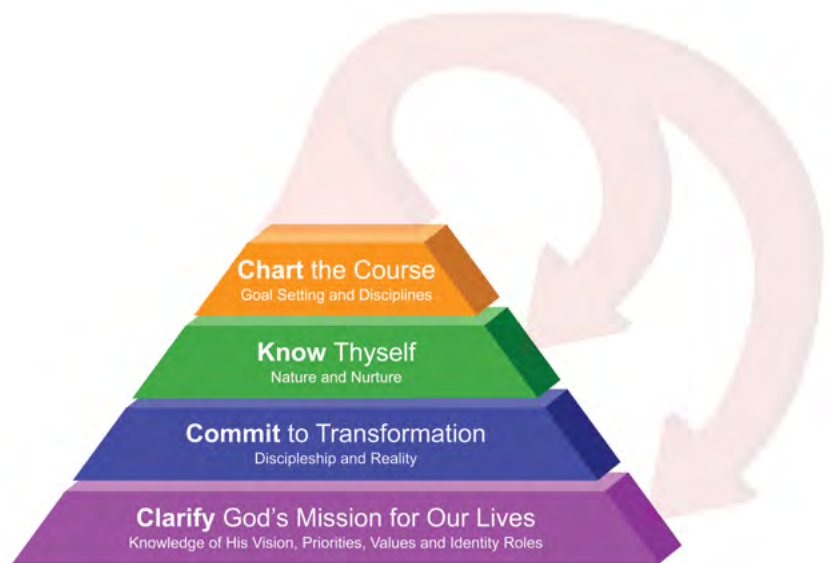 Chart the Course
Goal Setting and Disciplines
Know Thyself
Nature and Nurture
Commit to Transformation
Discipleship and Reality
Clarify God's Mission for Our Lives
Knowledge of His Vision, Priorities, Values and Identity Roles